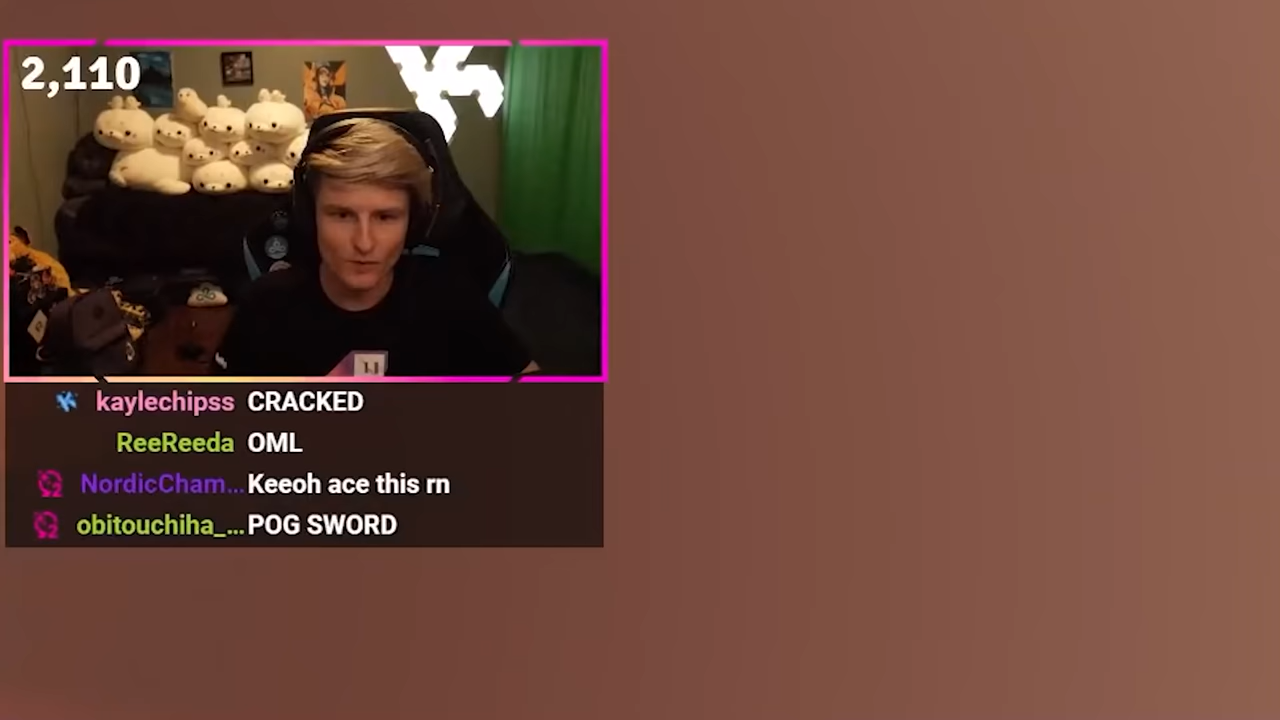 2,110
kaylechipss CRACKED
ReeReeda OML
NordicCham... Keeoh ace this rn
obitouchiha_... POG SWORD